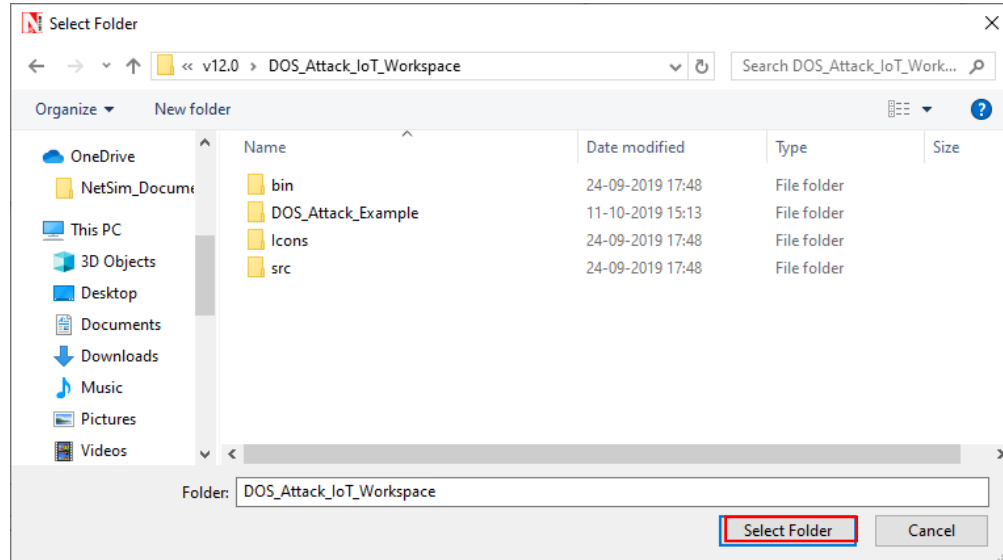 Select Folder
« v12.0 > DOS_Attack_IoT_Workspace
Search DOS_Attack_IoT_Work...
Organize New folder
Name Date modified Type Size
OneDrive
NetSim_Docume
This PC
3D Objects
Desktop
Documents
Downloads
Music
Pictures
Videos
bin 24-09-2019 17:48 File folder
DOS_Attack_Example 11-10-2019 15:13 File folder
Icons 24-09-2019 17:48 File folder
src 24-09-2019 17:48 File folder
Folder: DOS_Attack_IoT_Workspace
Select Folder Cancel